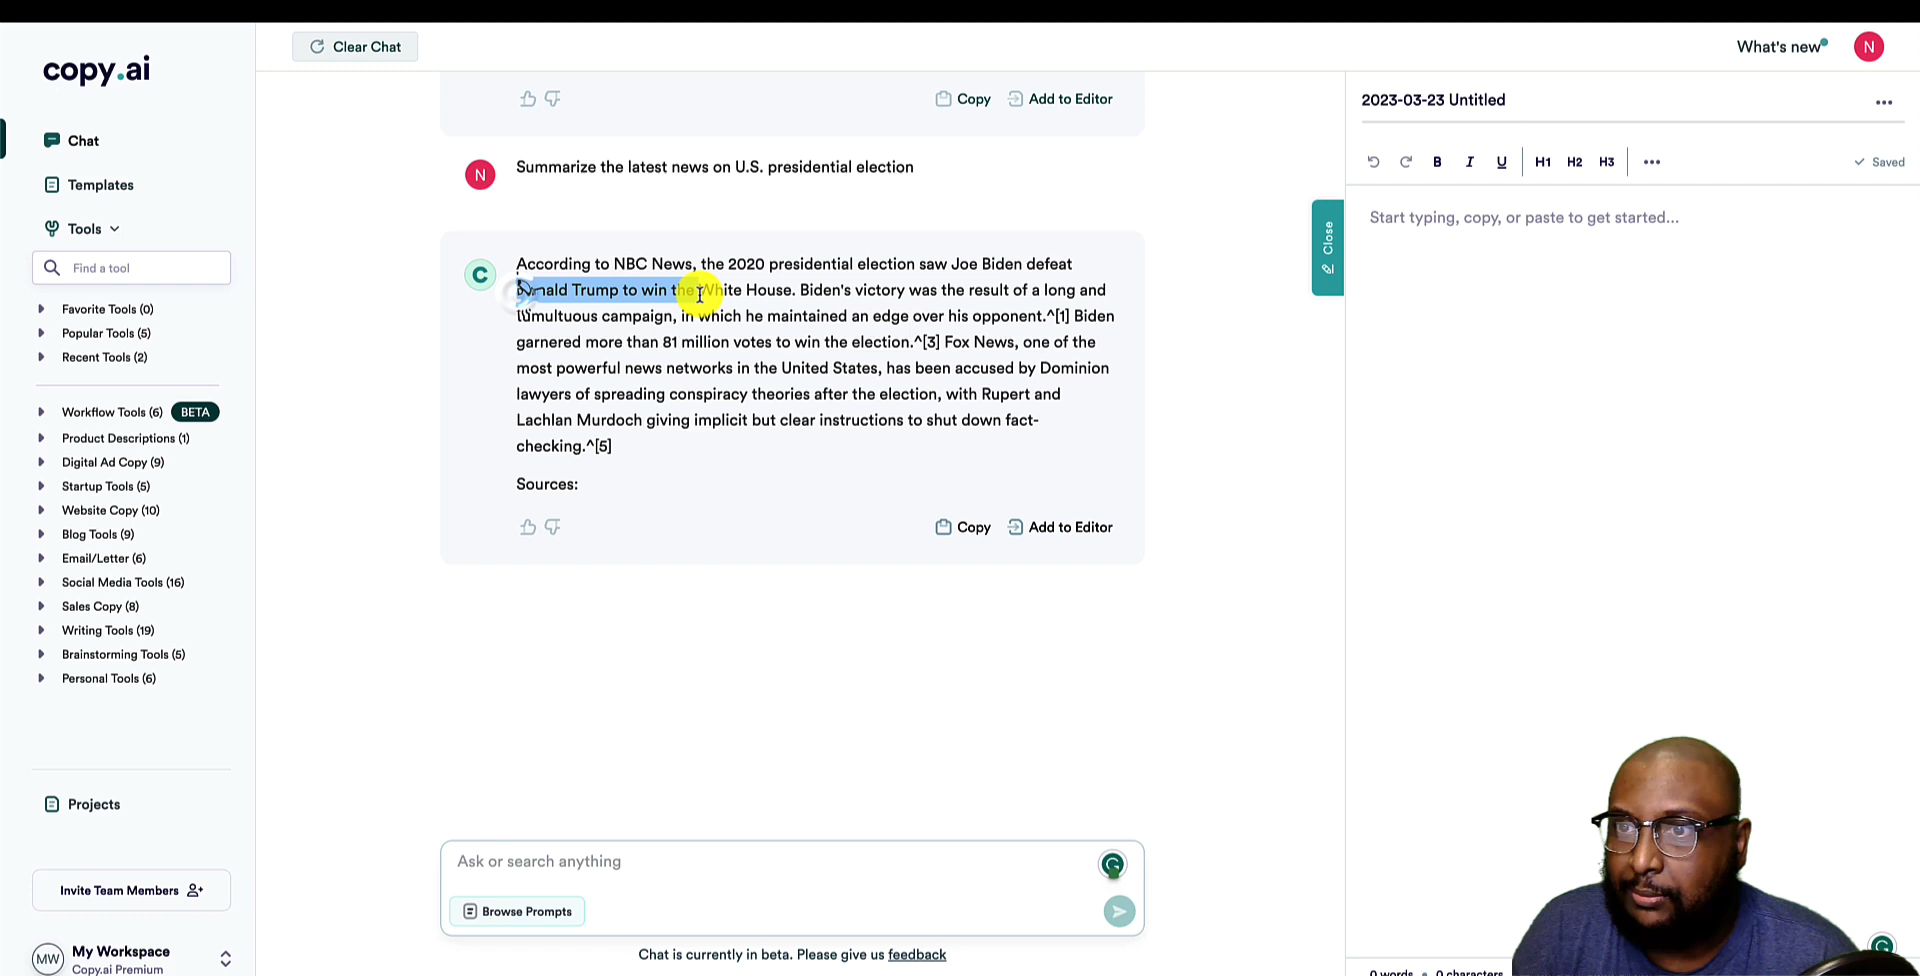 copy.ai
Clear Chat
What's new
N
Chat
Templates
Tools
Find a tool
Favorite Tools (0)
Popular Tools (5)
Recent Tools (2)
Workflow Tools (6) BETA
Product Descriptions (1)
Digital Ad Copy (9)
Startup Tools (5)
Website Copy (10)
Blog Tools (9)
Email/Letter (6)
Social Media Tools (16)
Sales Copy (8)
Writing Tools (19)
Brainstorming Tools (5)
Personal Tools (6)
Projects
Invite Team Members
MW
My Workspace
Copy.ai Premium
Copy
Add to Editor
N
Summarize the latest news on U.S. presidential election
C
According to NBC News, the 2020 presidential election saw Joe Biden defeat
Donald Trump to win the White House. Biden's victory was the result of a long and
tumultuous campaign, in which he maintained an edge over his opponent.^[1] Biden
garnered more than 81 million votes to win the election.^[3] Fox News, one of the
most powerful news networks in the United States, has been accused by Dominion
lawyers of spreading conspiracy theories after the election, with Rupert and
Lachlan Murdoch giving implicit but clear instructions to shut down fact-
checking.^[5]
Sources:
Copy
Add to Editor
Ask or search anything
Browse Prompts
Chat is currently in beta. Please give us feedback
Close
2023-03-23 Untitled
B I U H1 H2 H3
Saved
Start typing, copy, or paste to get started...
0 words • 0 characters